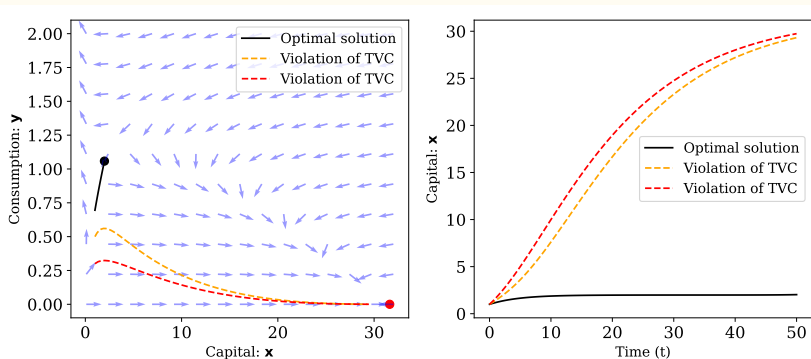 Consumption: y
2.00
1.75
1.50
1.25
1.00
0.75
0.50
0.25
0.00
0
10
20
30
Capital: x
Optimal solution
Violation of TVC
Violation of TVC
Capital: x
30
25
20
15
10
5
0
0
10
20
30
40
50
Time (t)
Optimal solution
Violation of TVC
Violation of TVC